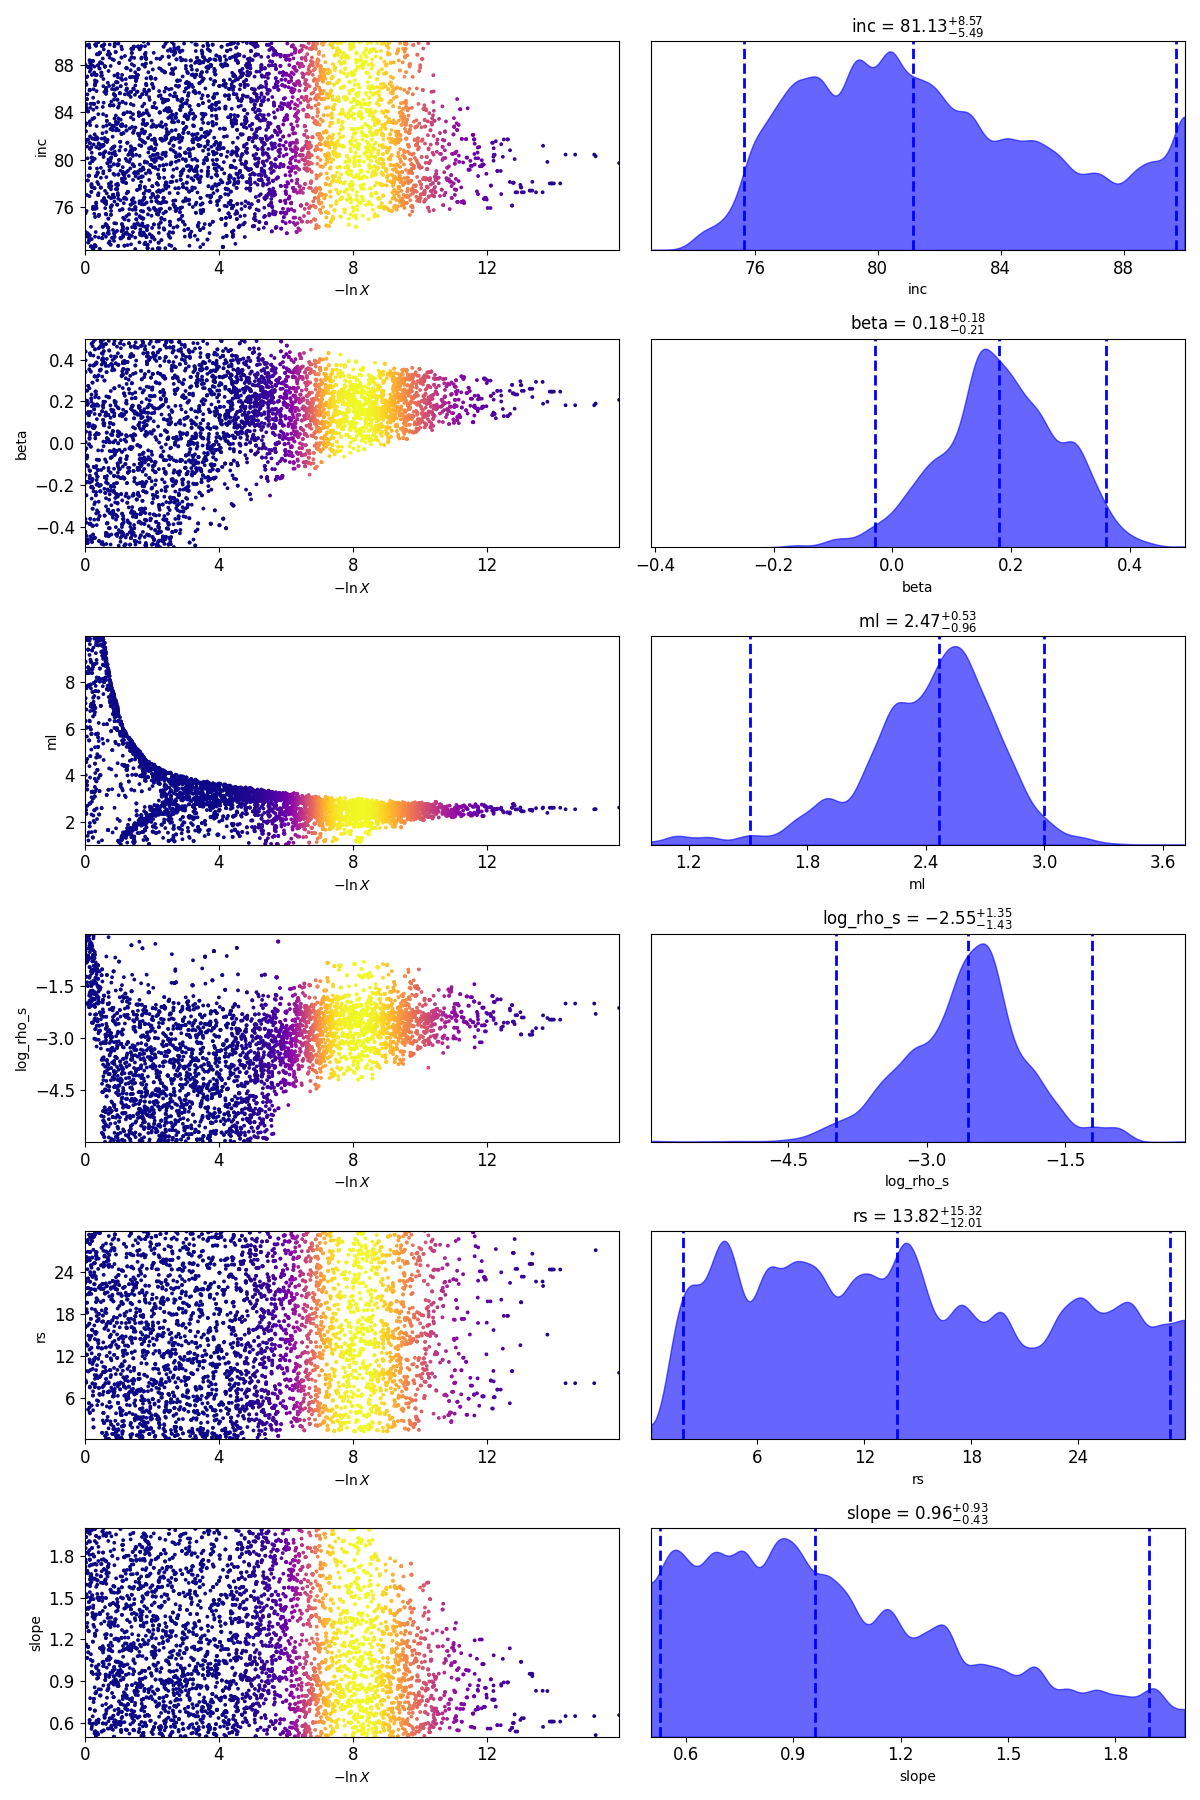 inc = 81.13 +8.57 −5.49
88
84
80
76
inc
0 4 8 12
−ln X
76 80 84 88
inc
beta = 0.18 +0.18 −0.21
0.4
0.2
0.0
−0.2
−0.4
beta
0 4 8 12
−ln X
−0.4 −0.2 0.0 0.2 0.4
beta
ml = 2.47 +0.53 −0.96
8
6
4
2
ml
0 4 8 12
−ln X
1.2 1.8 2.4 3.0 3.6
ml
log_rho_s = −2.55 +1.35 −1.43
−1.5
−3.0
−4.5
log_rho_s
0 4 8 12
−ln X
−4.5 −3.0 −1.5
log_rho_s
rs = 13.82 +15.32 −12.01
24
18
12
6
rs
0 4 8 12
−ln X
6 12 18 24
rs
slope = 0.96 +0.93 −0.43
1.8
1.5
1.2
0.9
0.6
slope
0 4 8 12
−ln X
0.6 0.9 1.2 1.5 1.8
slope